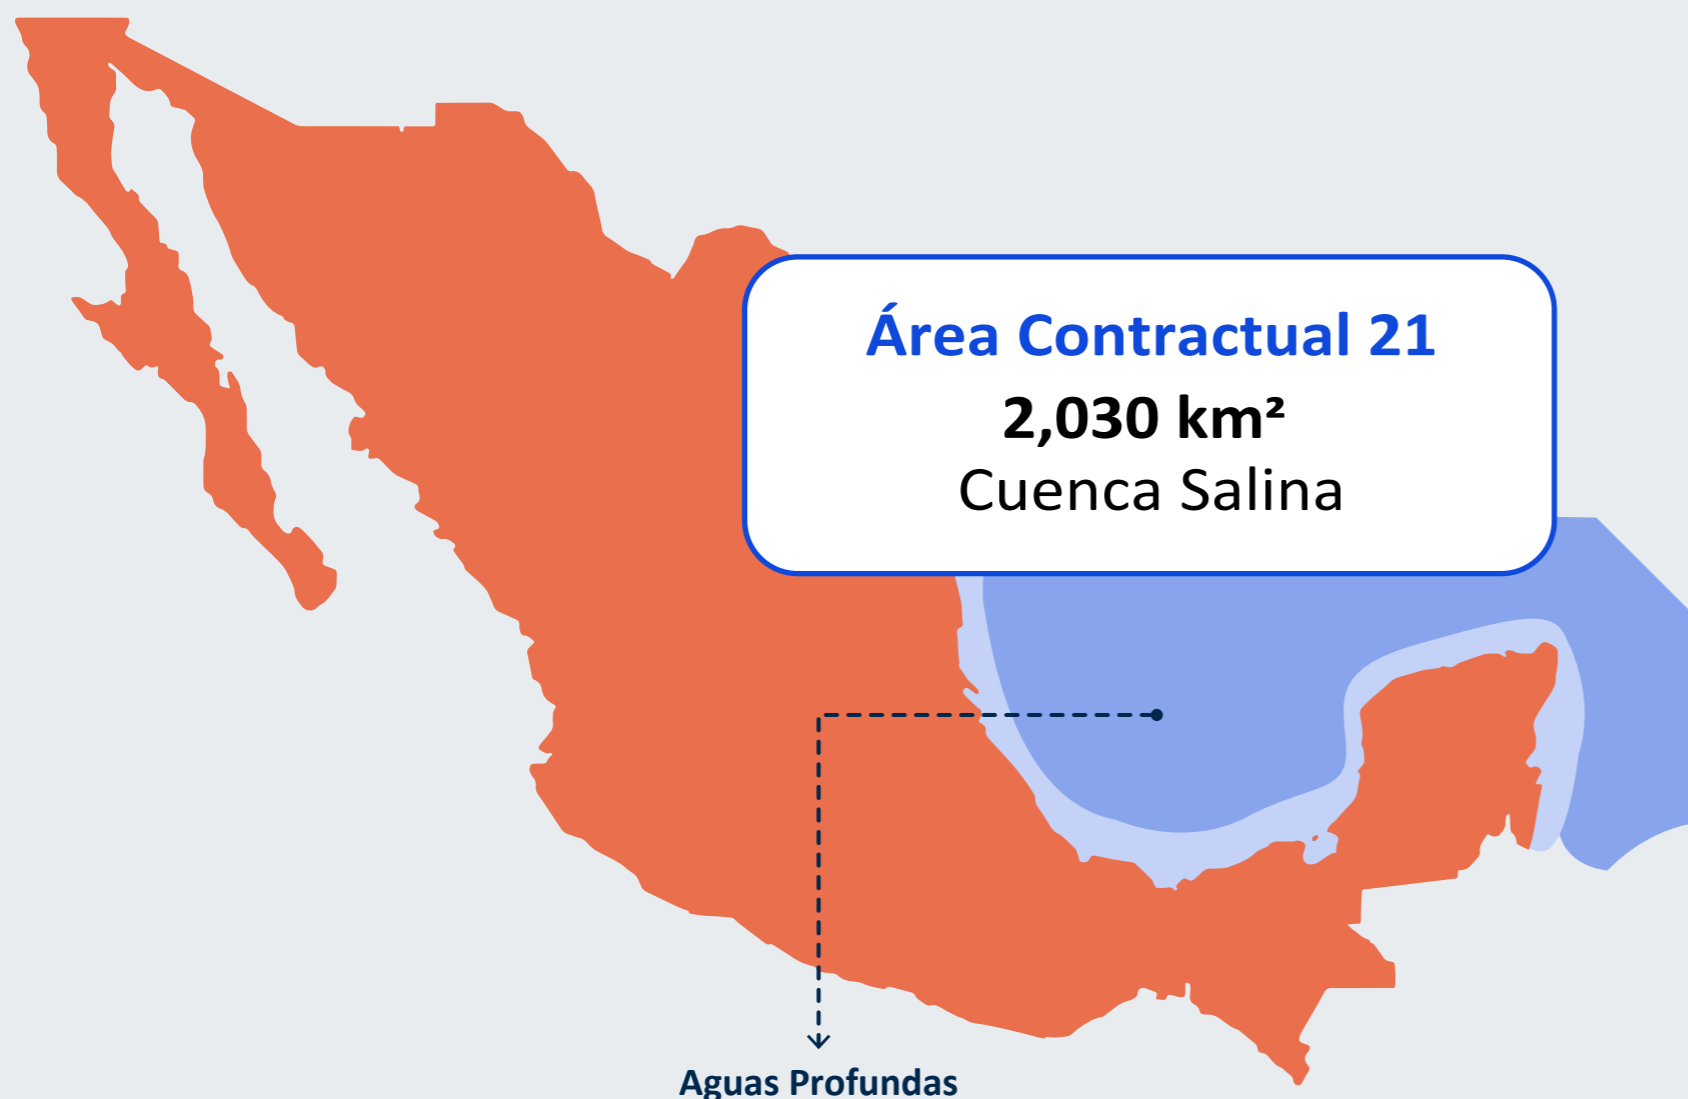 Área Contractual 21
2,030 km²
Cuenca Salina
Aguas Profundas